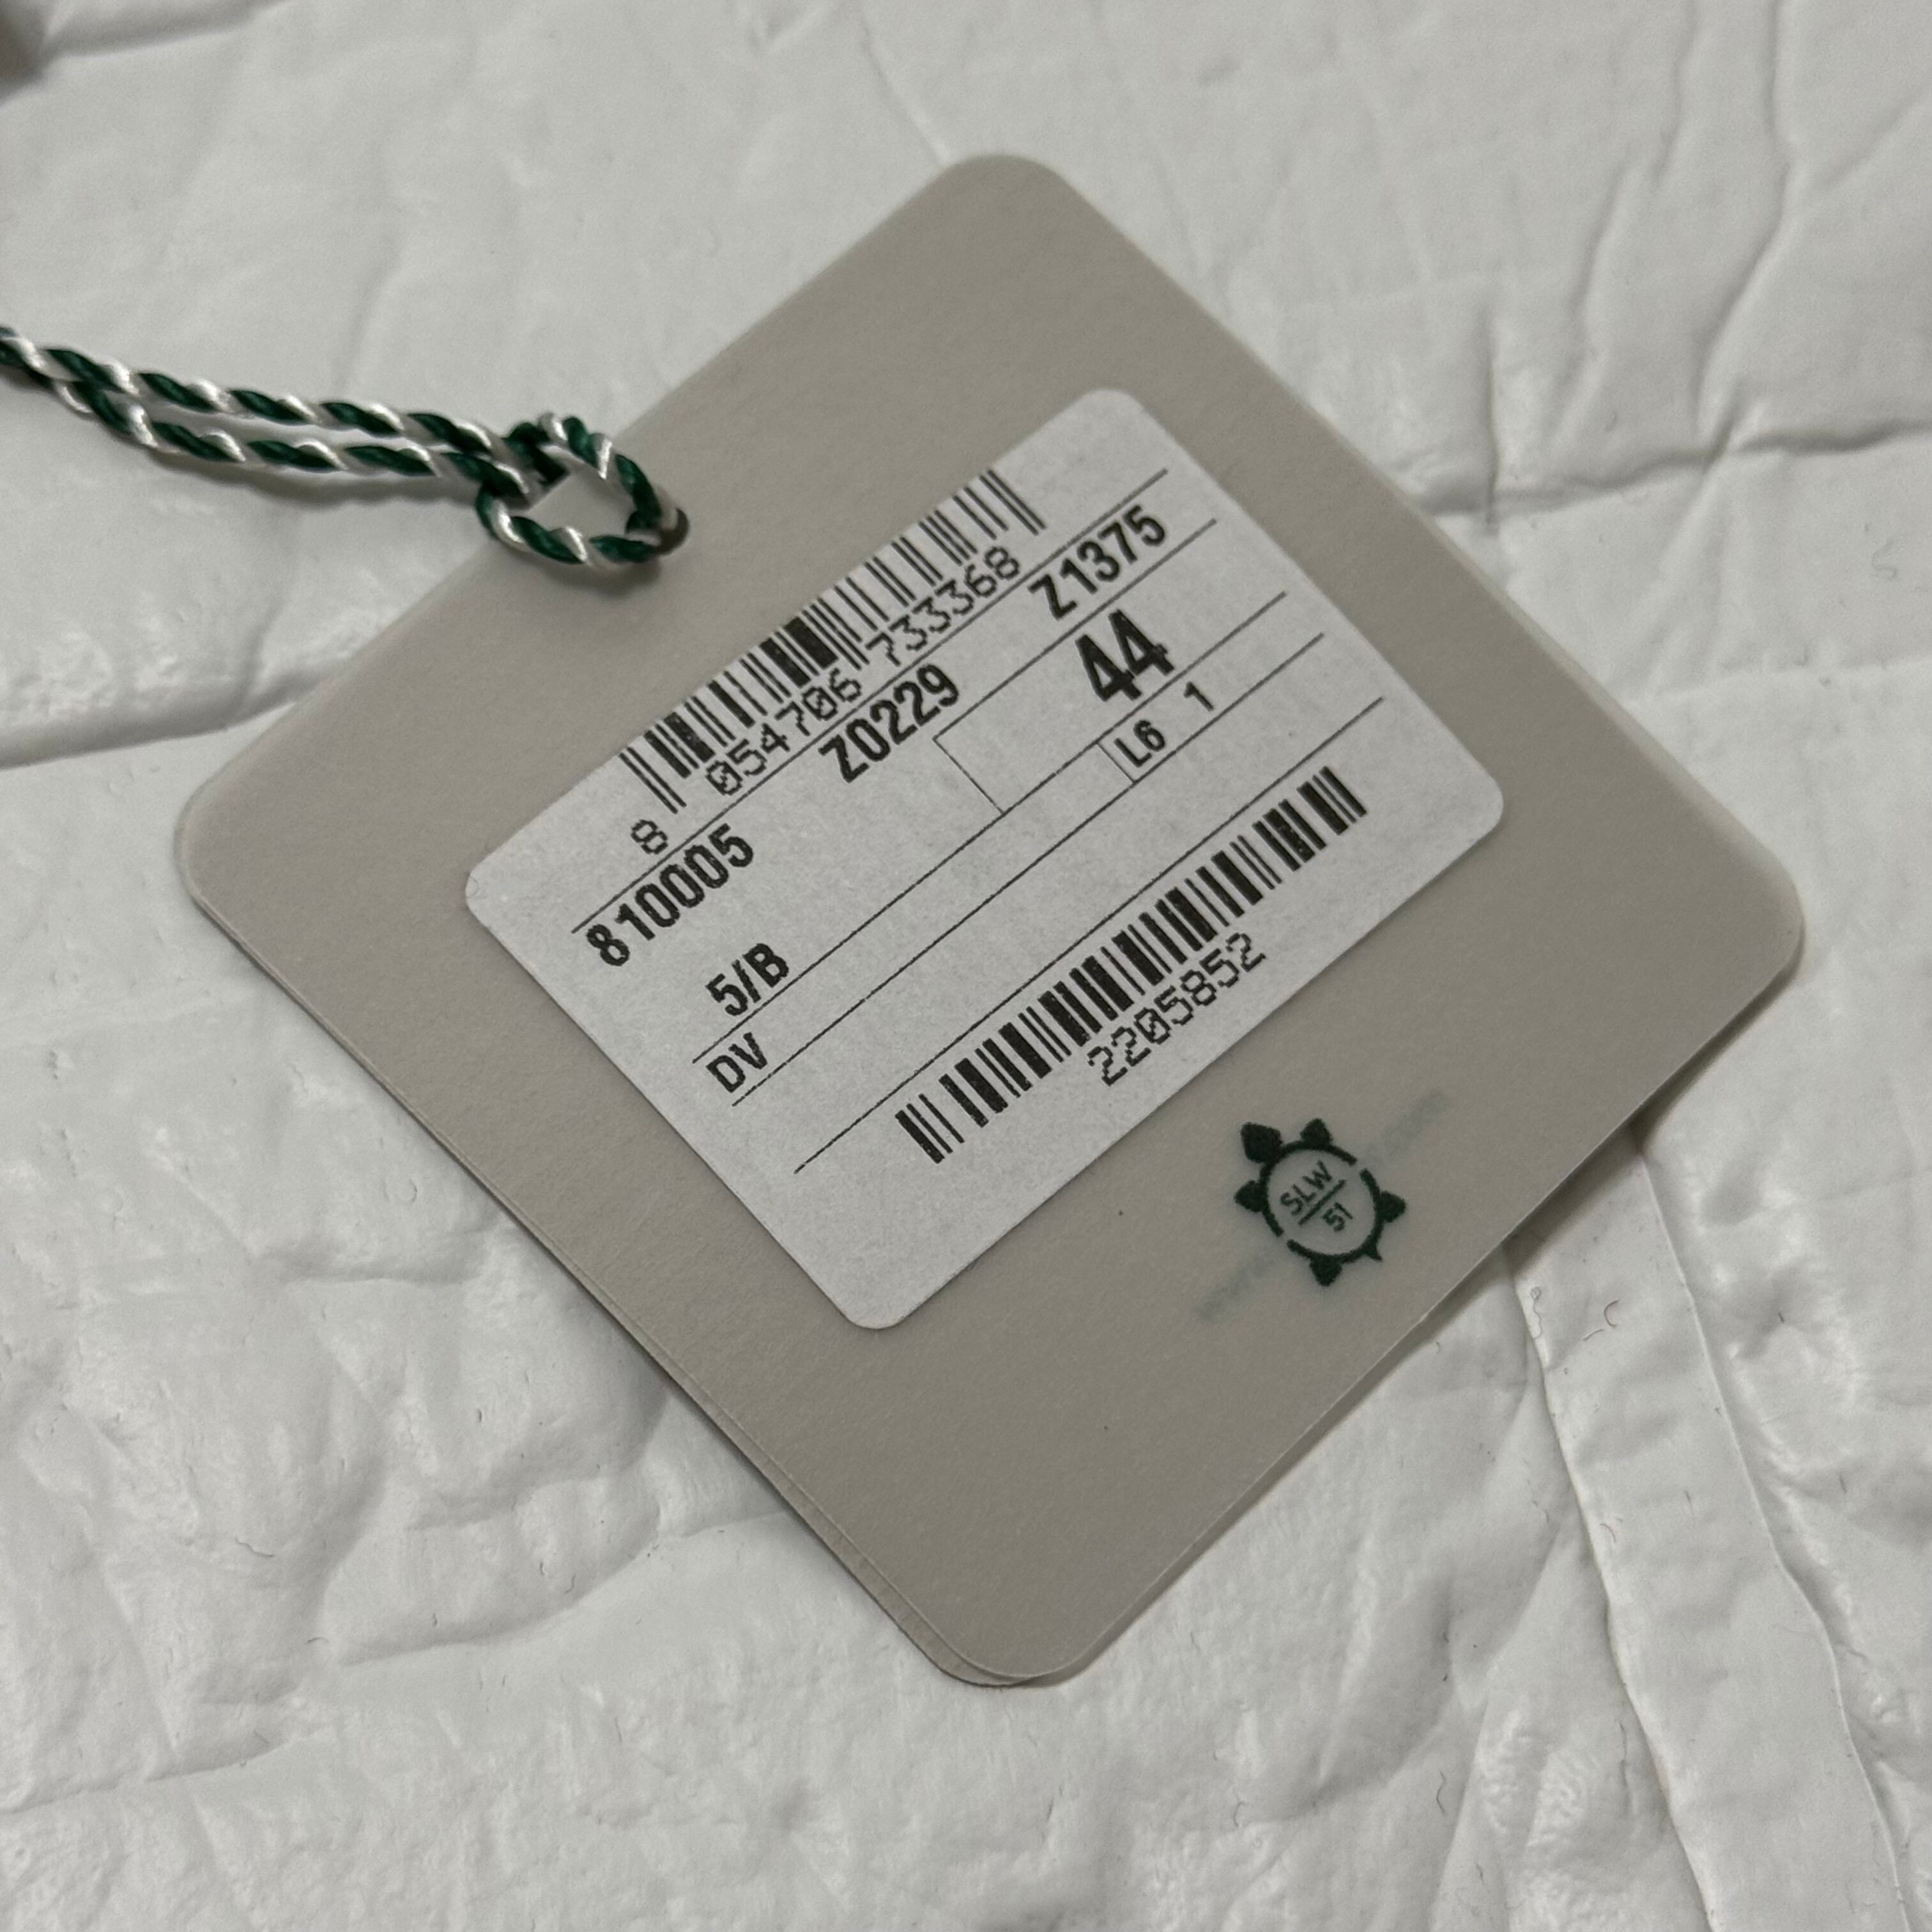 8 054706 733368
810005 Z0229 Z1375
5/B 44
DV L6 1
2205852
SLW
51